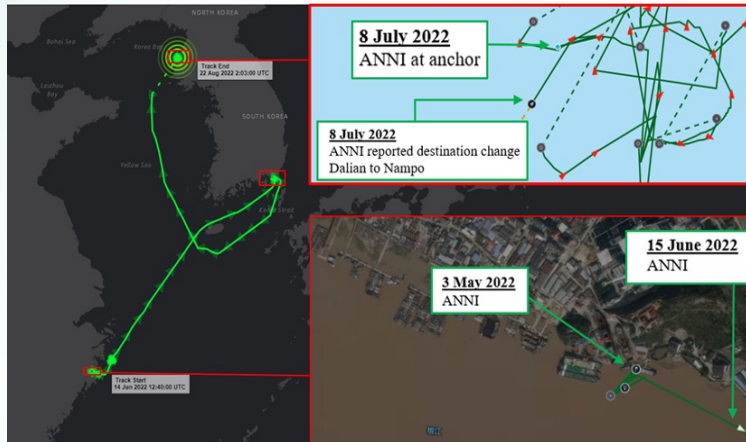 NORTH KOREA
Bohai Sea
Korea Bay
Laizhou
Bay
Track End
22 Aug 2022 2:03:00 UTC
SOUTH KOREA
Yellow Sea
Korea Strait
Track Start
14 Jun 2022 12:40:00 UTC
8 July 2022
ANNI at anchor
8 July 2022
ANNI reported destination change
Dalian to Nampo
15 June 2022
ANNI
3 May 2022
ANNI